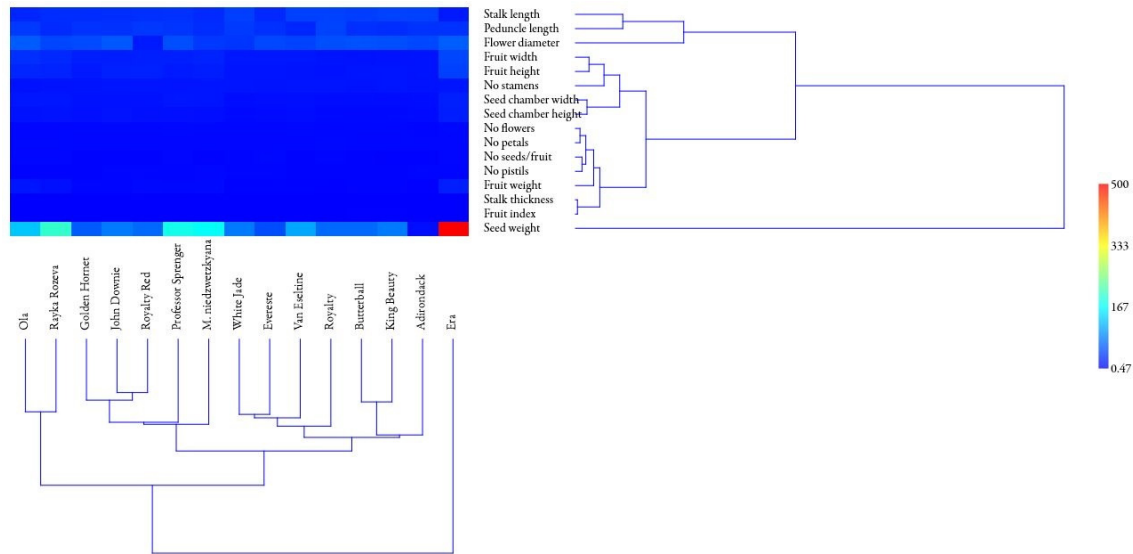 Stalk length
Peduncle length
Flower diameter
Fruit width
Fruit height
No stamens
Seed chamber width
Seed chamber height
No flowers
No petals
No seeds/fruit
No pistils
Fruit weight
Stalk thickness
Fruit index
Seed weight
500
333
167
0.47
Ola
Rayka Rozeva
Golden Hornet
John Downie
Royalty Red
Professor Sprenger
M. niedzwetzkyana
White Jade
Evereste
Van Eseltine
Royalty
Butterball
King Beauty
Adirondack
Era